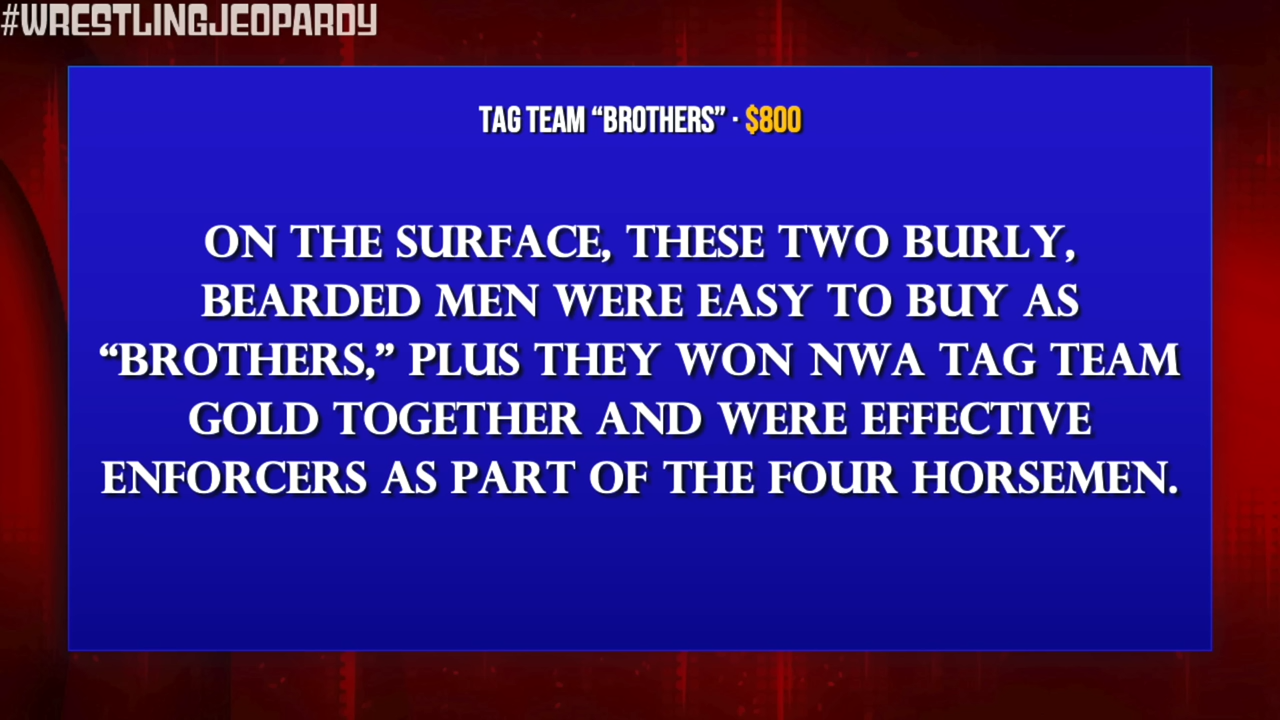 #WRESTLINGJEOPARDY
TAG TEAM “BROTHERS” · $800
ON THE SURFACE, THESE TWO BURLY,
BEARDED MEN WERE EASY TO BUY AS
“BROTHERS,” PLUS THEY WON NWA TAG TEAM
GOLD TOGETHER AND WERE EFFECTIVE
ENFORCERS AS PART OF THE FOUR HORSEMEN.